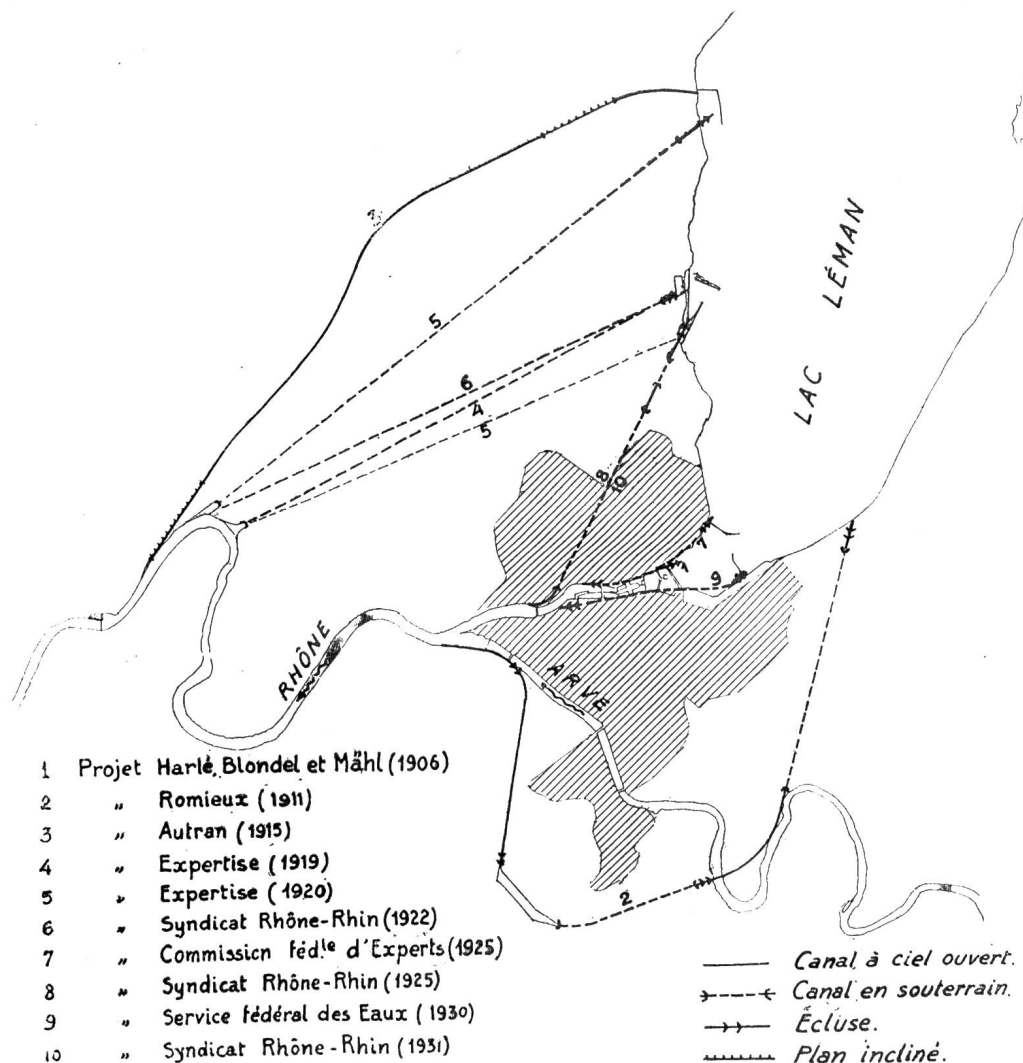 LAC LÉMAN
5
6
4
5
8
10
7
1
9
RHÔNE
ARVE
2
1 Projet Harlé, Blondel et Mähl (1906)
2 „ Romieux (1911)
3 „ Autran (1915)
4 „ Expertise (1919)
5 „ Expertise (1920)
6 „ Syndicat Rhône-Rhin (1922)
7 „ Commission féd.le d'Experts (1925)
8 „ Syndicat Rhône-Rhin (1925)
9 „ Service fédéral des Eaux (1930)
10 „ Syndicat Rhône-Rhin (1931)
Canal à ciel ouvert.
Canal en souterrain.
Écluse.
Plan incliné.